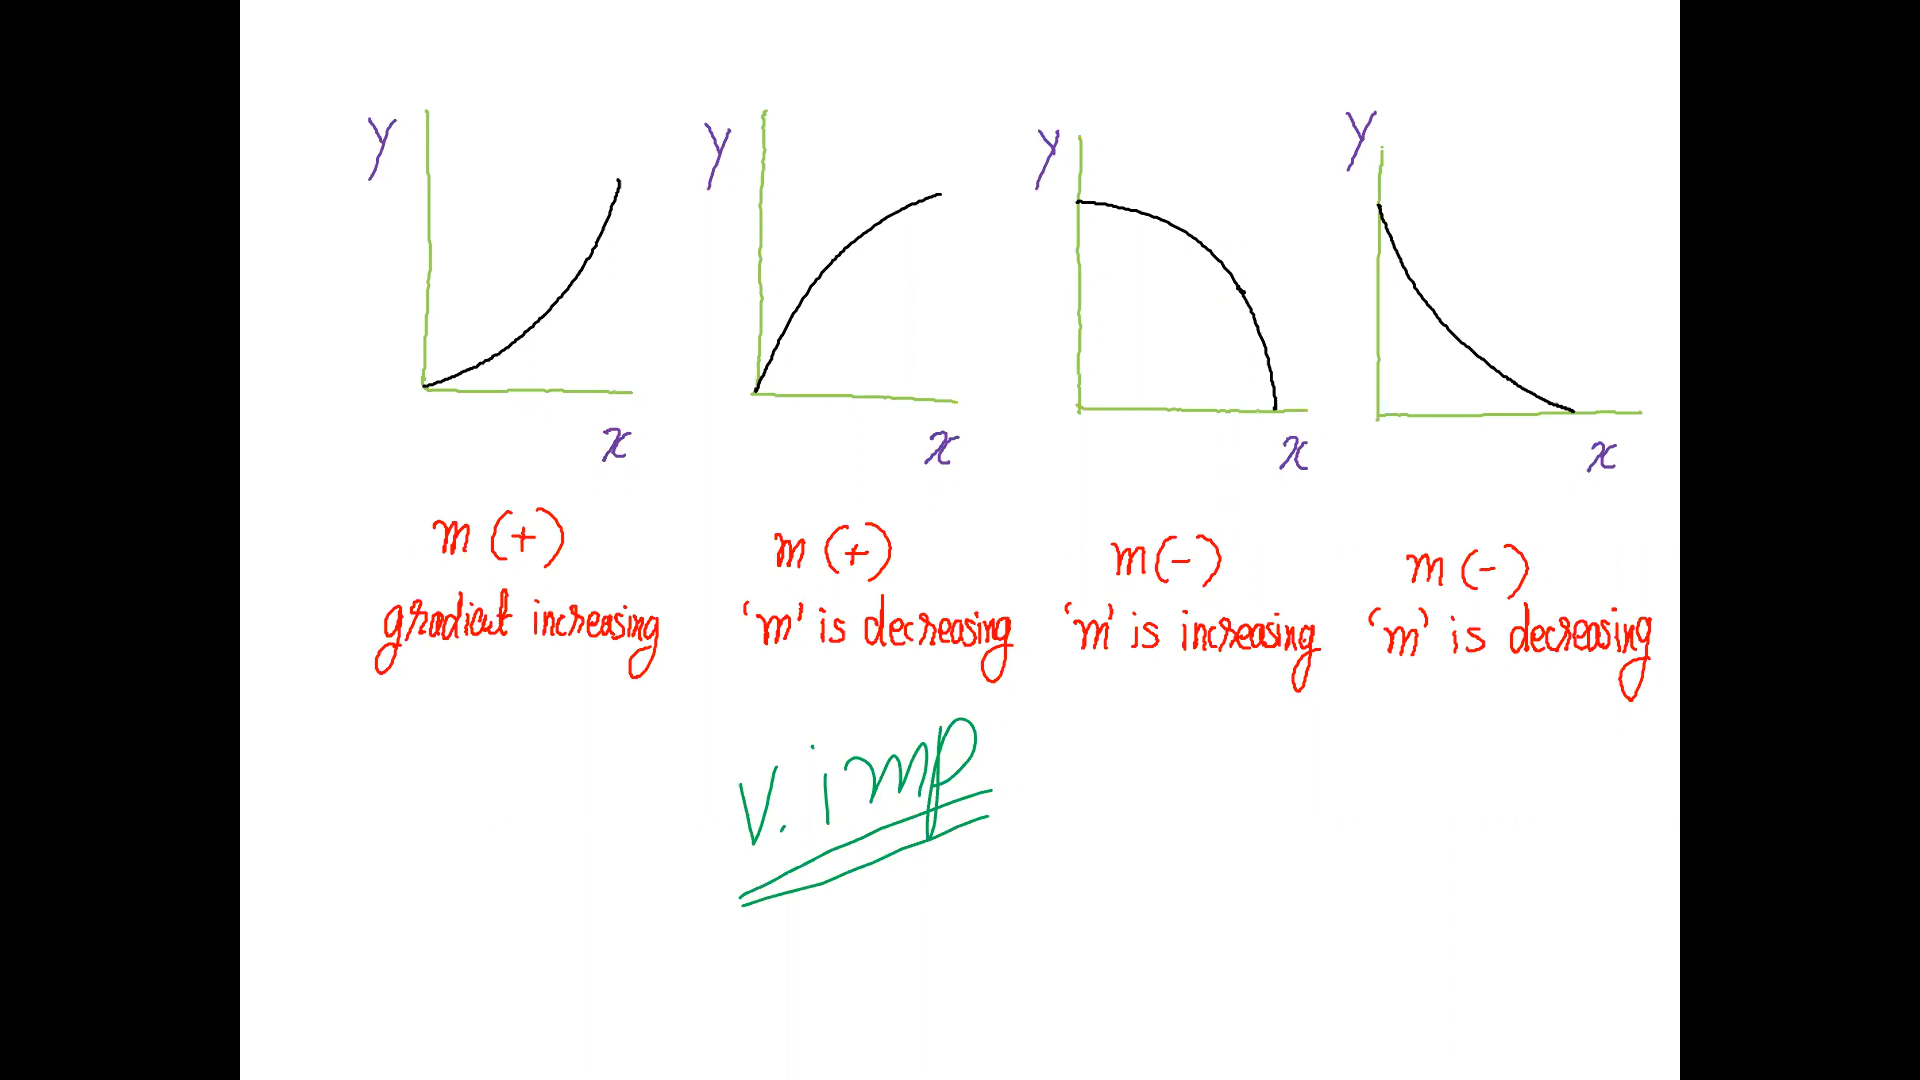 y y y y
x x x x
m (+) m (+) m (-) m (-)
gradient increasing 'm' is decreasing 'm' is increasing 'm' is decreasing
v. imp